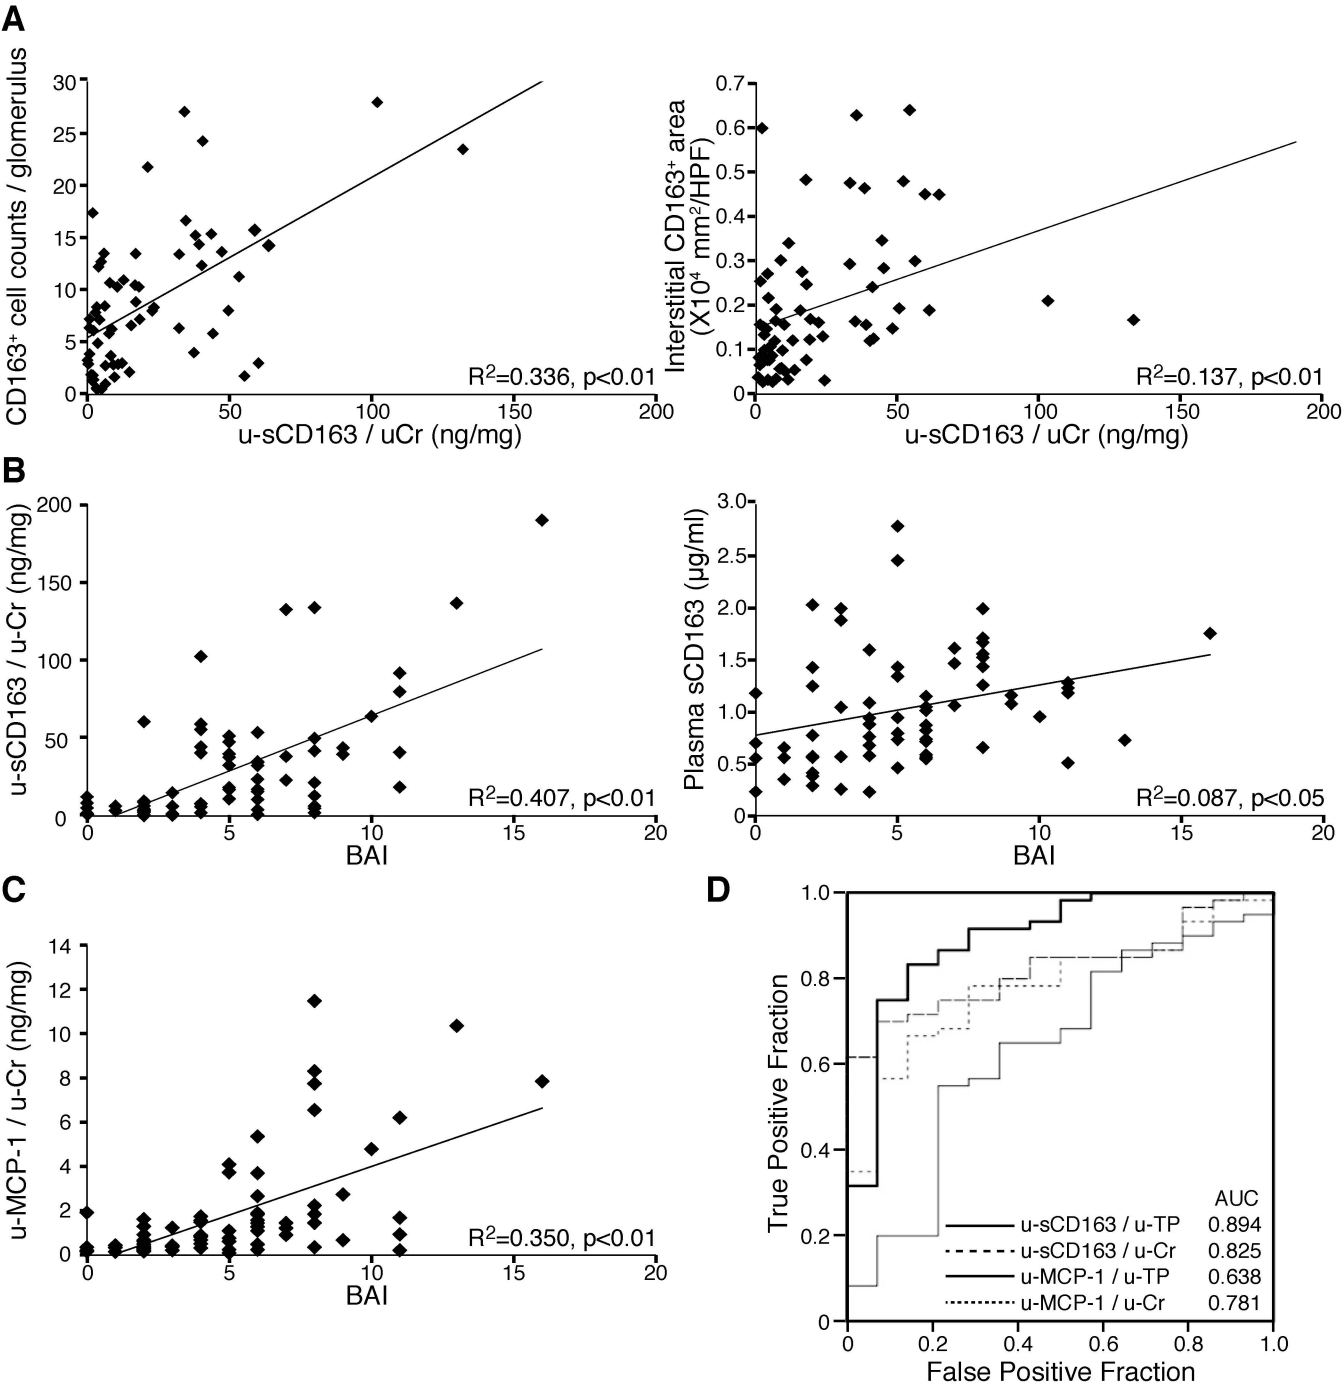 A
CD163+ cell counts / glomerulus
30
25
20
15
10
5
0
0 50 100 150 200
R2=0.336, p<0.01
u-sCD163 / uCr (ng/mg)
Interstitial CD163+ area
(X104 mm2/HPF)
0.7
0.6
0.5
0.4
0.3
0.2
0.1
0
0 50 100 150 200
R2=0.137, p<0.01
u-sCD163 / uCr (ng/mg)
B
u-sCD163 / u-Cr (ng/mg)
200
150
100
50
0
0 5 10 15 20
R2=0.407, p<0.01
BAI
Plasma sCD163 (µg/ml)
3.0
2.5
2.0
1.5
1.0
0.5
0
0 5 10 15 20
R2=0.087, p<0.05
BAI
C
u-MCP-1 / u-Cr (ng/mg)
14
12
10
8
6
4
2
0
0 5 10 15 20
R2=0.350, p<0.01
BAI
D
True Positive Fraction
1.0
0.8
0.6
0.4
0.2
0
AUC
u-sCD163 / u-TP 0.894
u-sCD163 / u-Cr 0.825
u-MCP-1 / u-TP 0.638
u-MCP-1 / u-Cr 0.781
0 0.2 0.4 0.6 0.8 1.0
False Positive Fraction